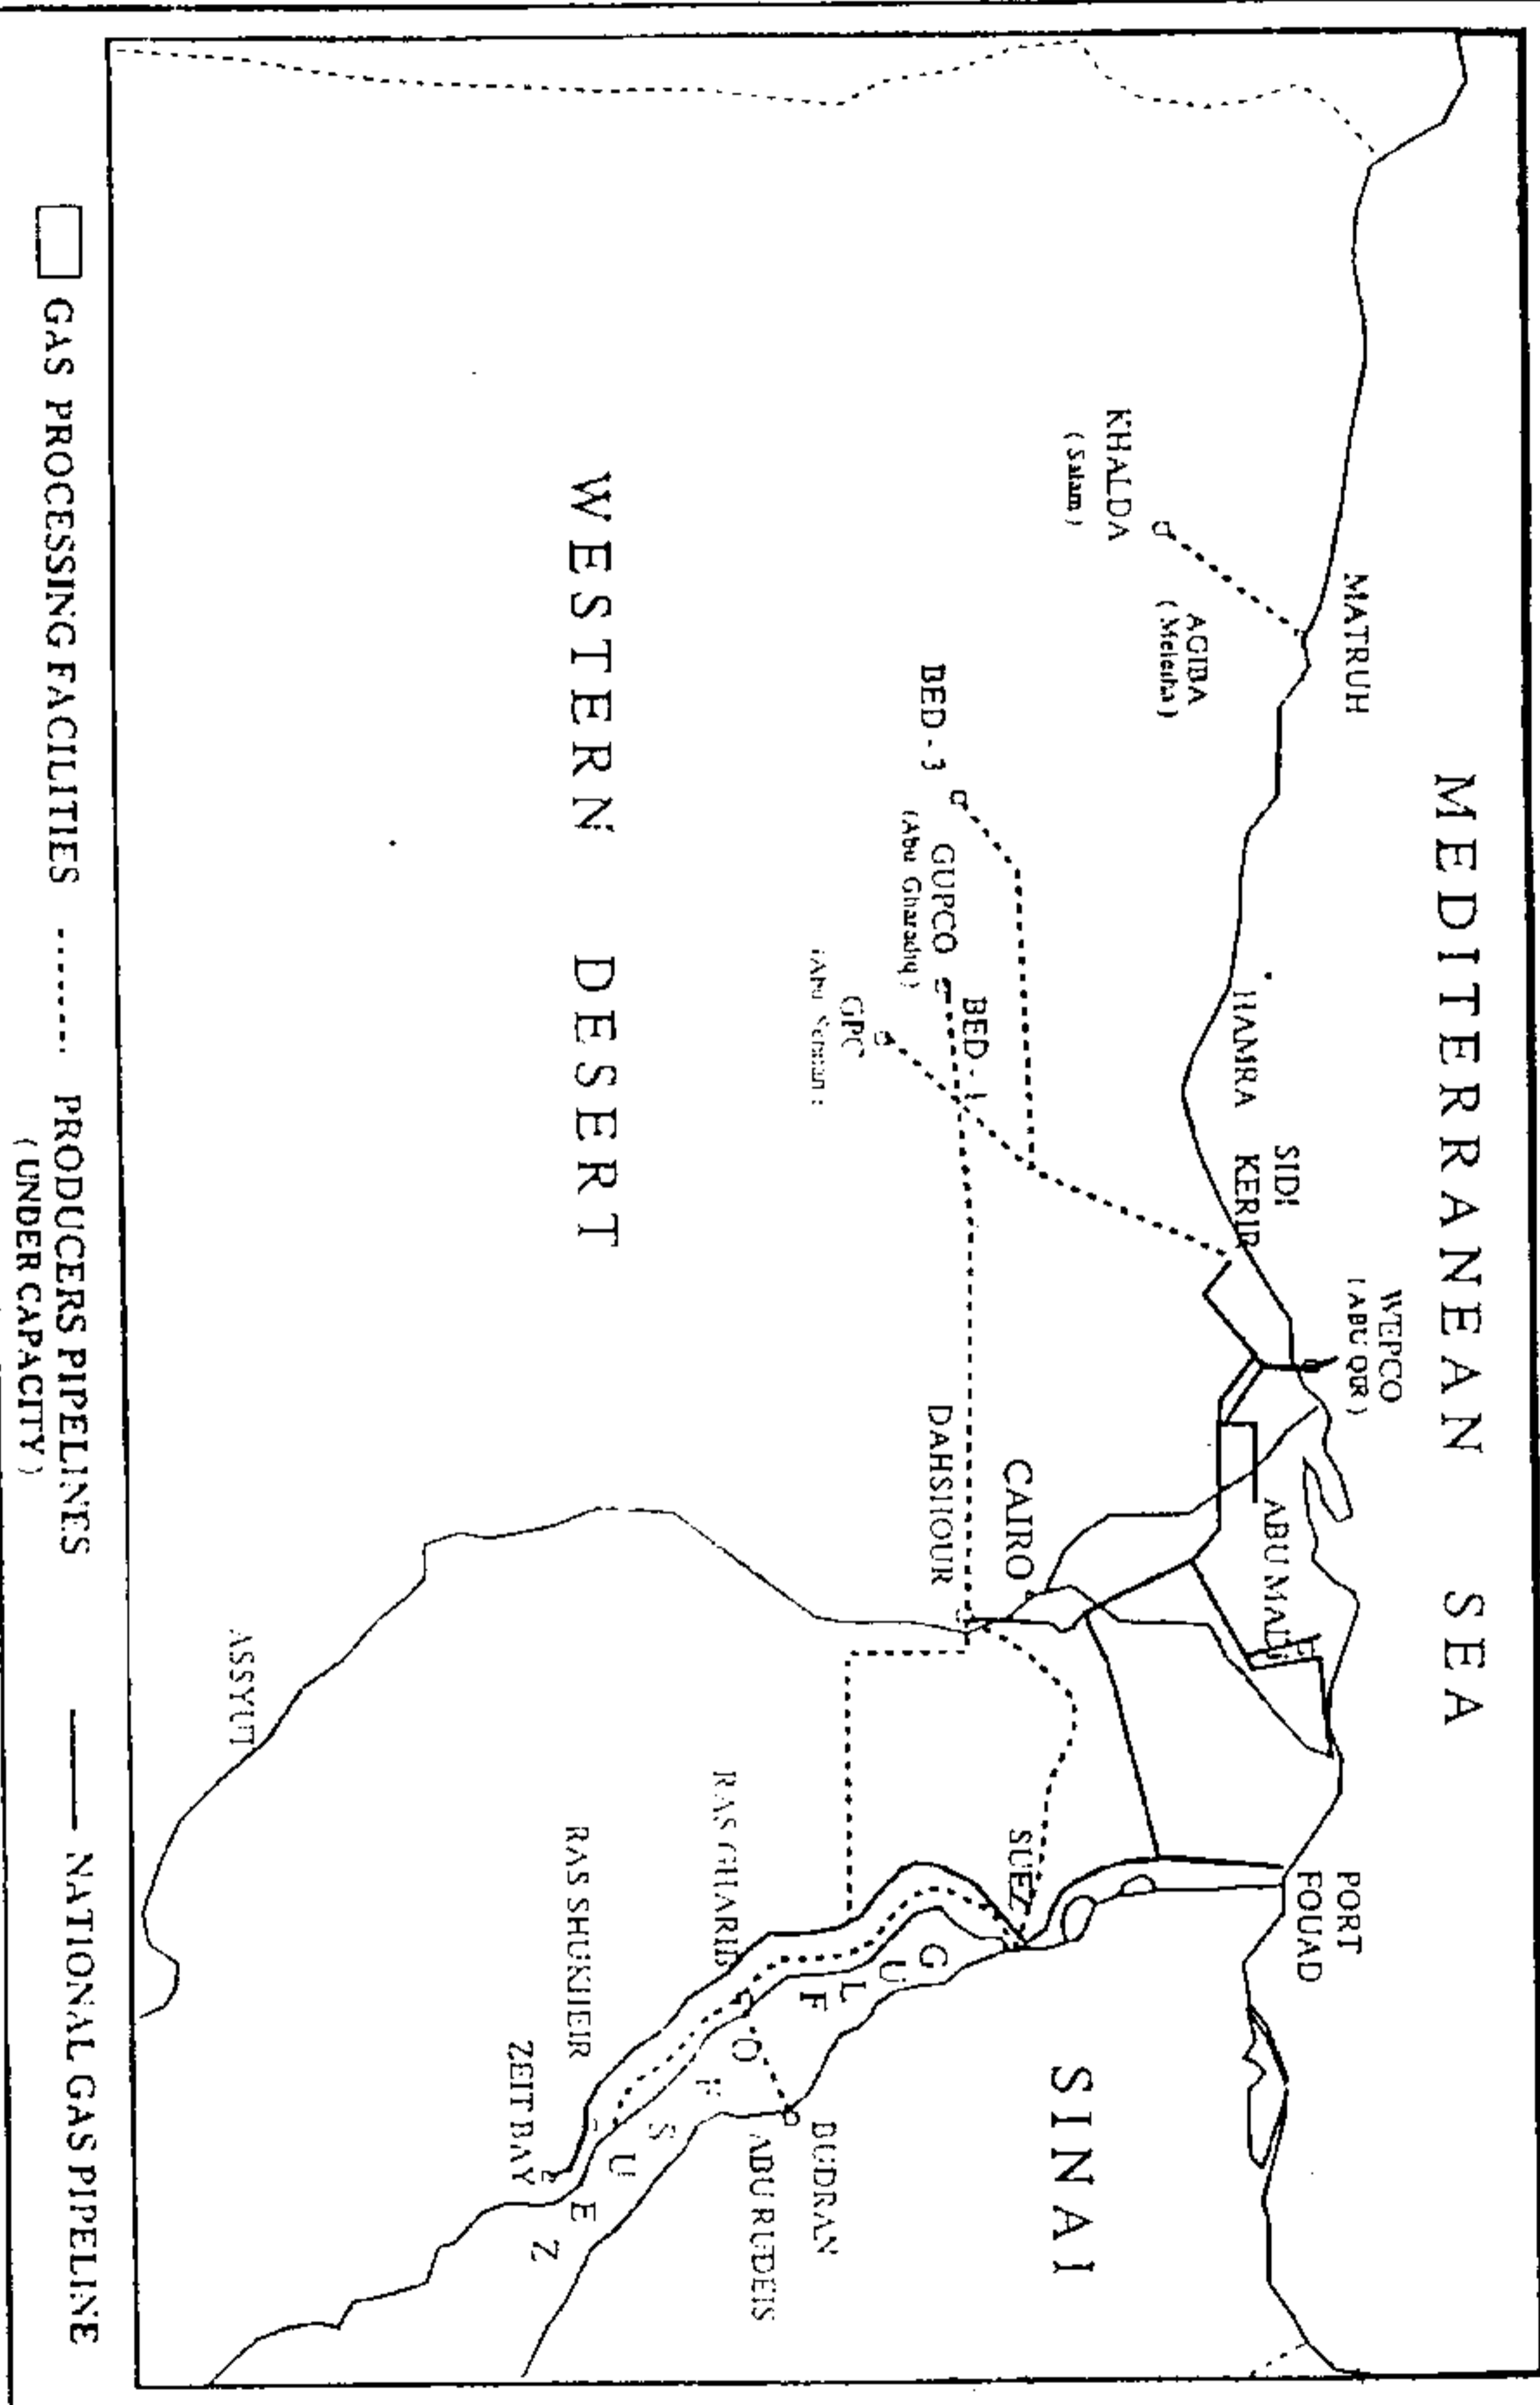 MEDITERRANEAN SEA
MATRUH
KHALDA
( Salam )
AGIBA
( Meleiha )
HAMRA
SIDI
KERIR
WEPCO
( ABU QIR )
ABU MADI
PORT
FOUAD
BED - 3
GUPCO
(Abu Gharadiq )
BED - 1
GPC
DAHSHOUR
CAIRO
SUEZ
SINAI
WESTERN DESERT
GULF OF SUEZ
RAS GHARIB
BUDRAN
ABU RUDEIS
RAS SHUKHEIR
ZEIT BAY
ASSYUT
GAS PROCESSING FACILITIES
PRODUCERS PIPELINES
( UNDER CAPACITY )
NATIONAL GAS PIPELINE